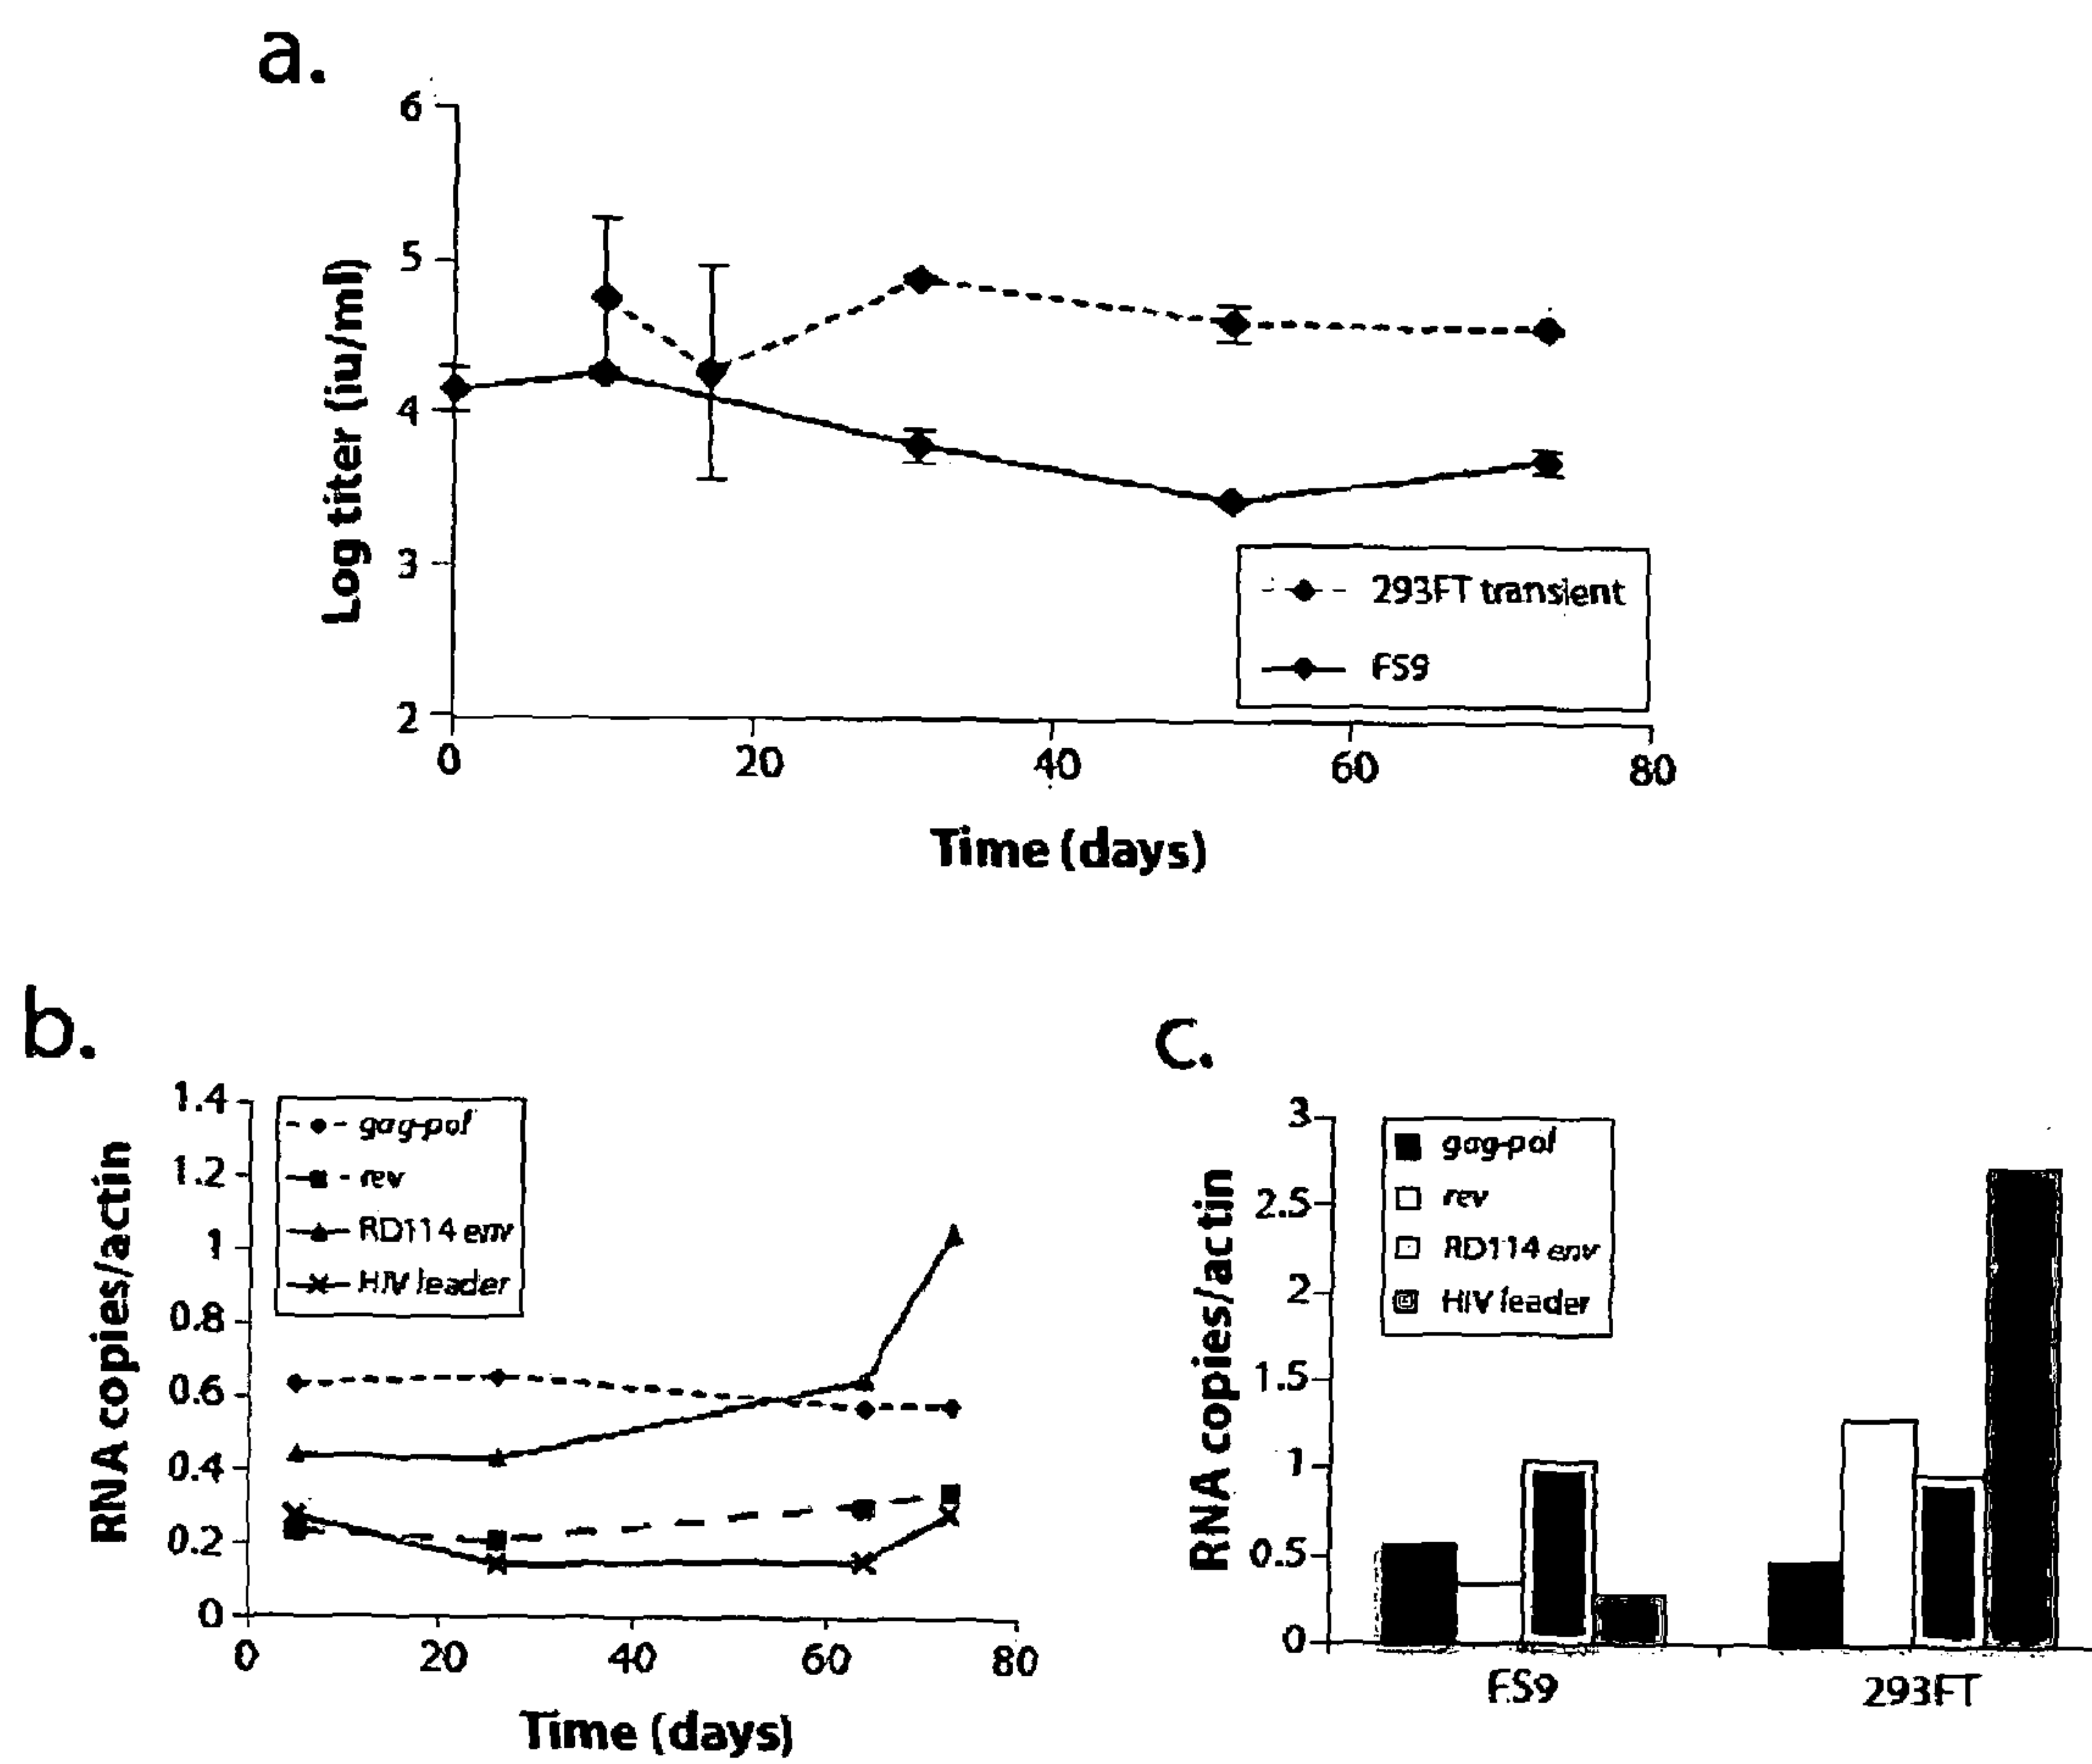 a.
6
5
4
3
2
Log titer (iu/ml)
0 20 40 60 80
Time (days)
293FT transient
FS9
b.
1.4
1.2
1
0.8
0.6
0.4
0.2
0
RNA copies/actin
gag-pol
rev
RD114 env
HIV leader
0 20 40 60 80
Time (days)
c.
3
2.5
2
1.5
1
0.5
0
RNA copies/actin
gag-pol
rev
RD114 env
HIV leader
FS9 293FT